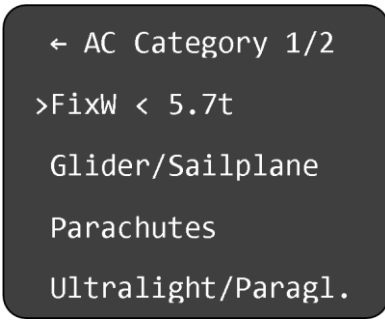 ← AC Category 1/2
>FixW < 5.7t
Glider/Sailplane
Parachutes
Ultralight/Paragl.